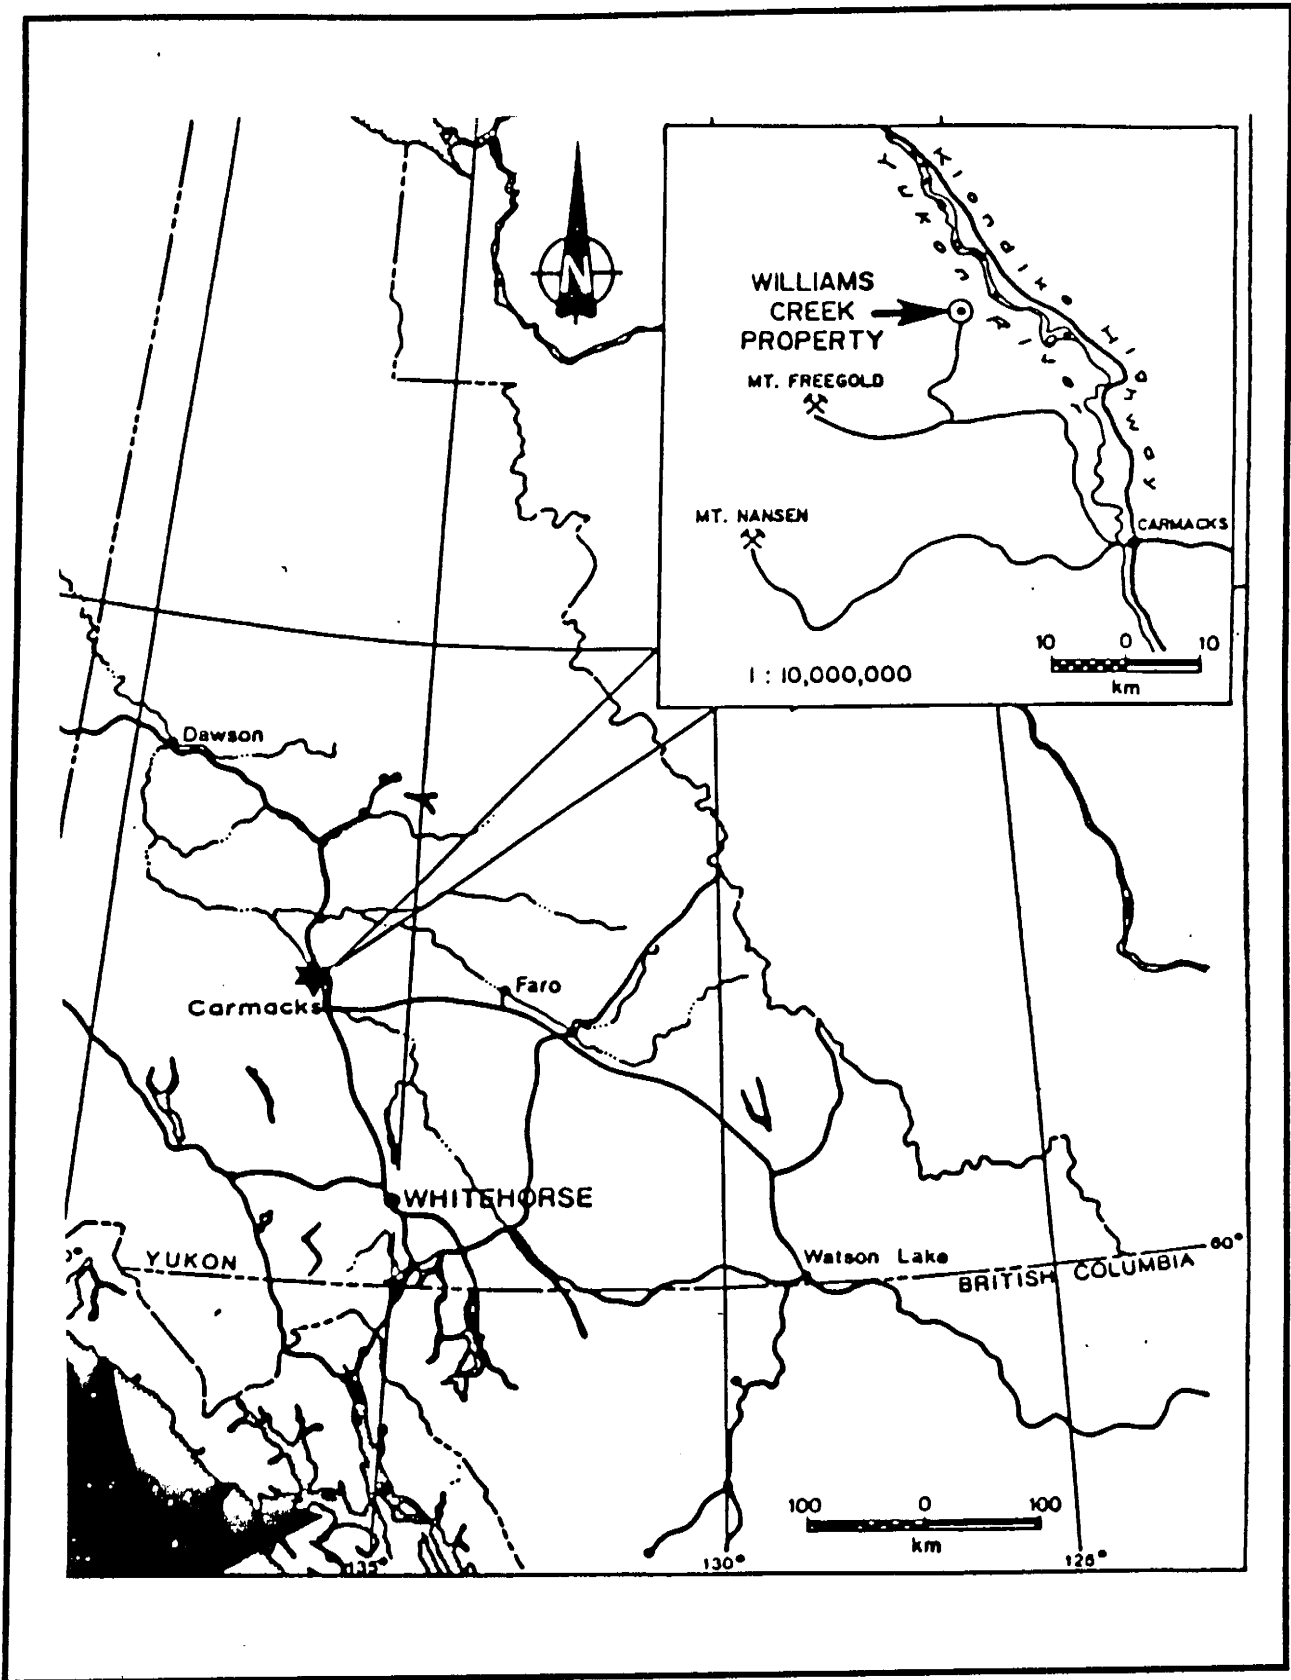 N
YUKON RIVER
KLONDIKE HIGHWAY
WILLIAMS
CREEK
PROPERTY
MT. FREEGOLD
MT. NANSEN
CARMACKS
10 0 10
km
1 : 10,000,000
Dawson
Faro
Carmacks
WHITEHORSE
YUKON
Watson Lake
60°
BRITISH COLUMBIA
100 0 100
km
135°
130°
125°